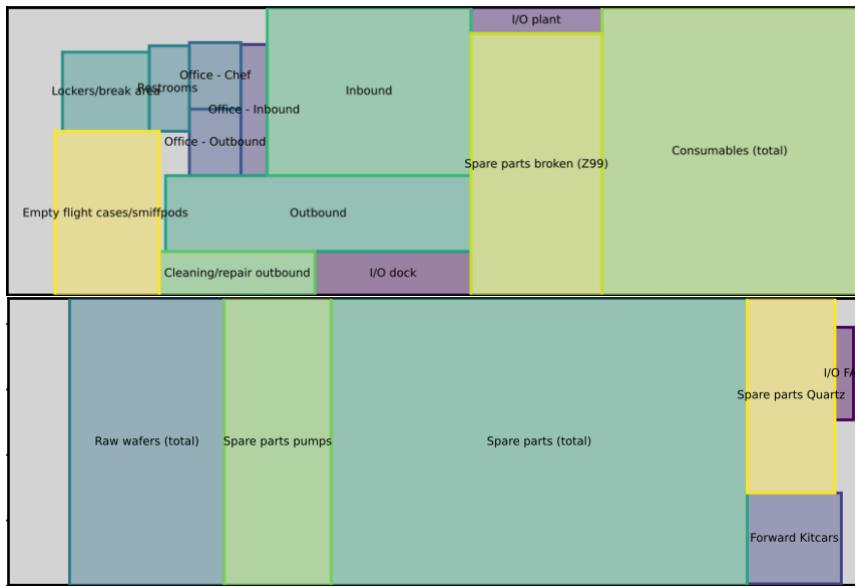 I/O plant
Office - Chef
Lockers/break area
Restrooms
Inbound
Office - Inbound
Office - Outbound
Consumables (total)
Spare parts broken (Z99)
Empty flight cases/smiffpods
Outbound
Cleaning/repair outbound
I/O dock
I/O FA
Spare parts Quartz
Raw wafers (total)
Spare parts pumps
Spare parts (total)
Forward Kitcars